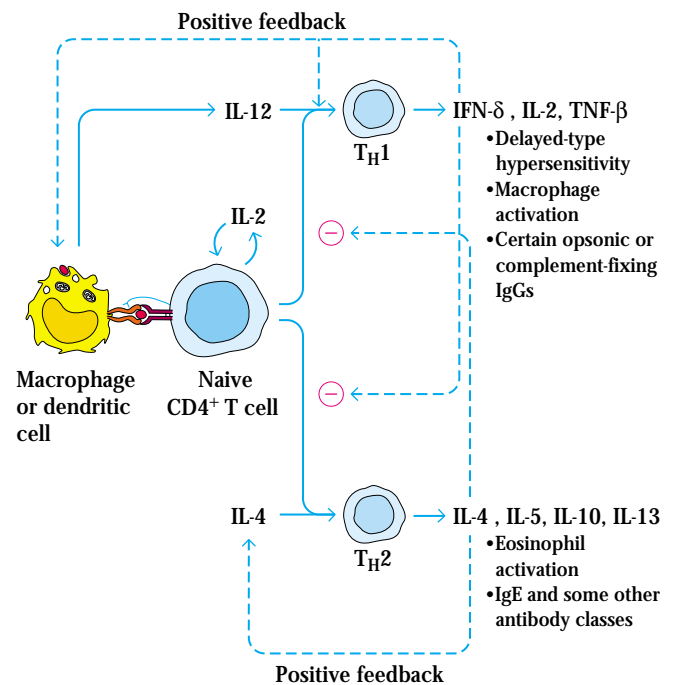 Positive feedback
IL-12
TH1
IFN-δ , IL-2, TNF-β
•Delayed-type
hypersensitivity
•Macrophage
activation
•Certain opsonic or
complement-fixing
IgGs
IL-2
−
Macrophage
or dendritic
cell
Naive
CD4+ T cell
−
IL-4
TH2
IL-4 , IL-5, IL-10, IL-13
•Eosinophil
activation
•IgE and some other
antibody classes
Positive feedback